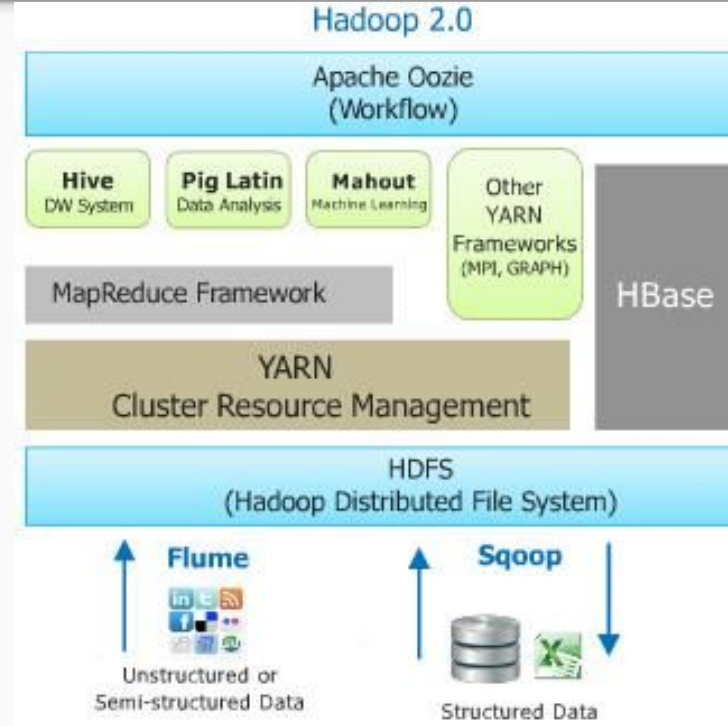 Hadoop 2.0
Apache Oozie
(Workflow)
Hive
DW System
Pig Latin
Data Analysis
Mahout
Machine Learning
Other
YARN
Frameworks
(MPI, GRAPH)
HBase
MapReduce Framework
YARN
Cluster Resource Management
HDFS
(Hadoop Distributed File System)
Flume
Unstructured or
Semi-structured Data
Sqoop
Structured Data